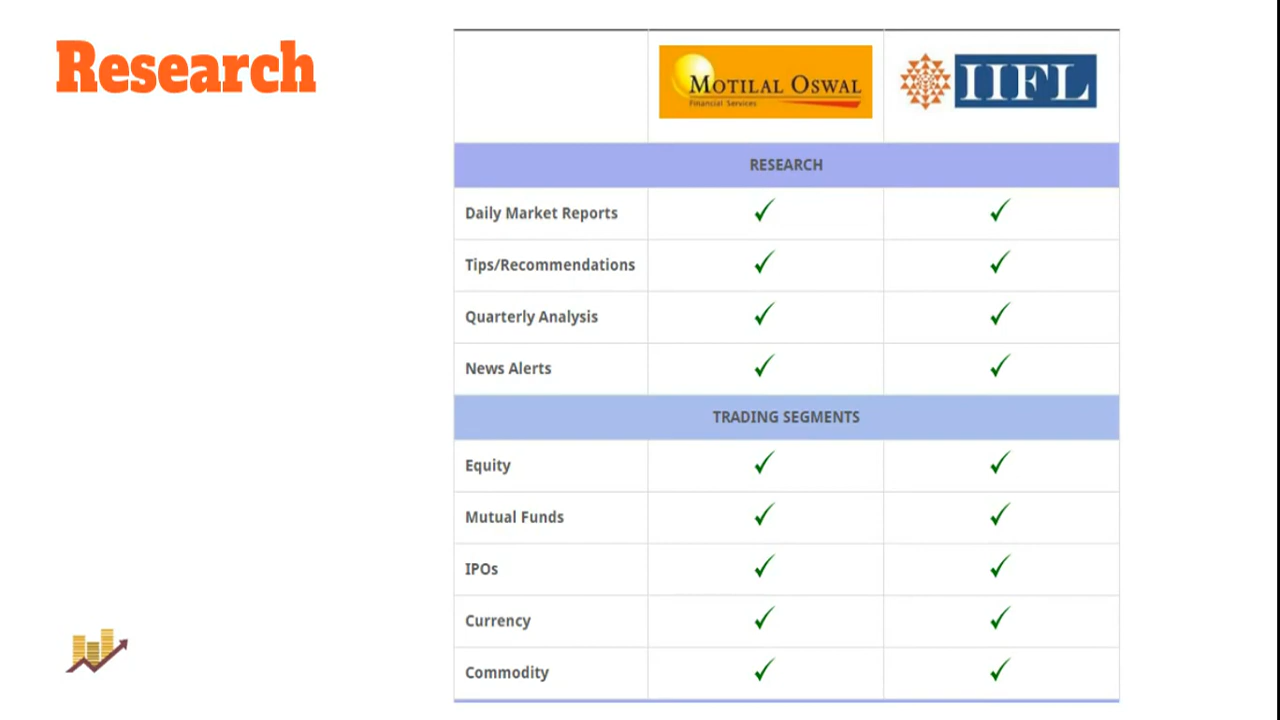 Research
MOTILAL OSWAL
Financial Services
IIFL
RESEARCH
Daily Market Reports
Tips/Recommendations
Quarterly Analysis
News Alerts
TRADING SEGMENTS
Equity
Mutual Funds
IPOs
Currency
Commodity